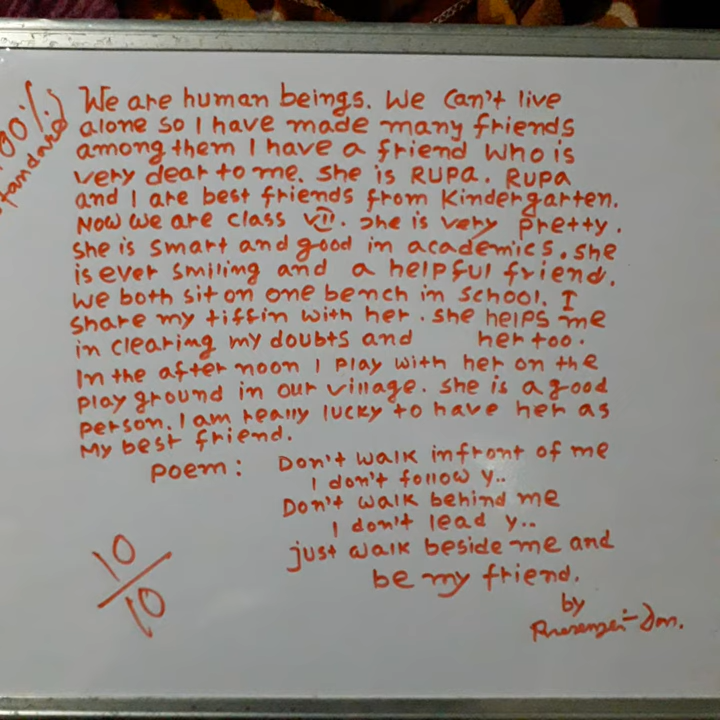 We are human beings. We can't live
alone so I have made many friends
among them I have a friend who is
very dear to me. She is RUPA. RUPA
and I are best friends from Kindergarten.
Now we are class VII. She is very pretty.
She is smart and good in academics. She
is ever smiling and a helpful friend.
We both sit on one bench in school. I
share my tiffin with her. She helps me
in clearing my doubts and her too.
In the after noon I play with her on the
play ground in our village. She is a good
person. I am really lucky to have her as
My best friend.
Poem: Don't walk infront of me
I don't follow y..
Don't walk behind me
I don't lead y..
just walk beside me and
be my friend.
10/10
by